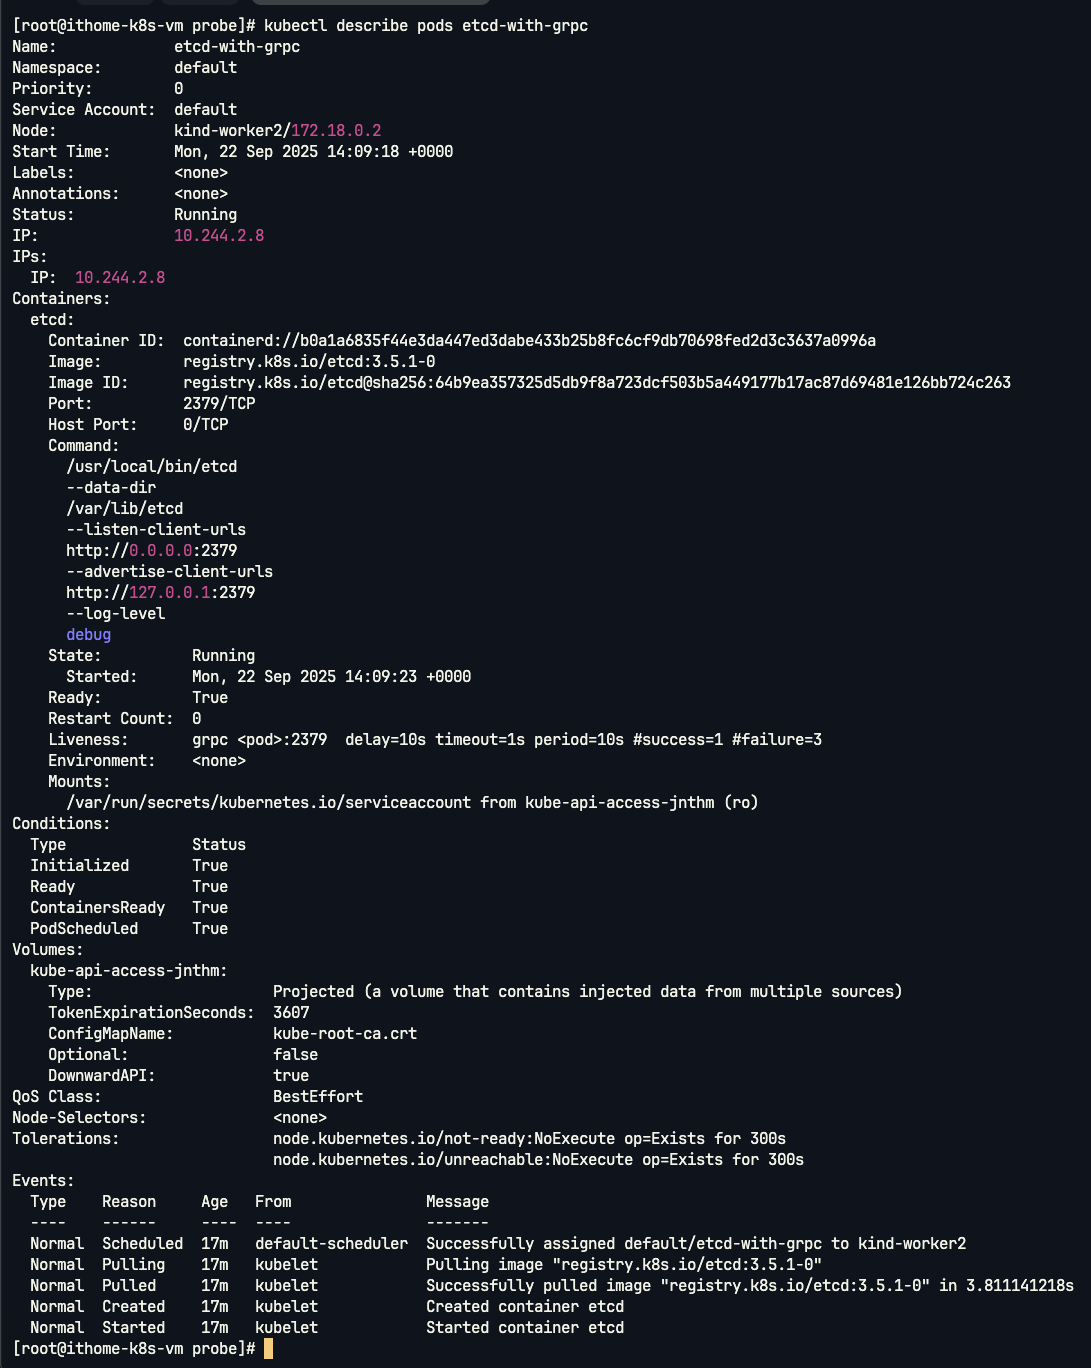 [root@ithome-k8s-vm probe]# kubectl describe pods etcd-with-grpc
Name:             etcd-with-grpc
Namespace:        default
Priority:         0
Service Account:  default
Node:             kind-worker2/172.18.0.2
Start Time:       Mon, 22 Sep 2025 14:09:18 +0000
Labels:           <none>
Annotations:      <none>
Status:           Running
IP:               10.244.2.8
IPs:
  IP:  10.244.2.8
Containers:
  etcd:
    Container ID:  containerd://b0a1a6835f44e3da447ed3dabe433b25b8fc6cf9db70698fed2d3c3637a0996a
    Image:         registry.k8s.io/etcd:3.5.1-0
    Image ID:      registry.k8s.io/etcd@sha256:64b9ea357325d5db9f8a723dcf503b5a449177b17ac87d69481e126bb724c263
    Port:          2379/TCP
    Host Port:     0/TCP
    Command:
      /usr/local/bin/etcd
      --data-dir
      /var/lib/etcd
      --listen-client-urls
      http://0.0.0.0:2379
      --advertise-client-urls
      http://127.0.0.1:2379
      --log-level
      debug
    State:          Running
      Started:      Mon, 22 Sep 2025 14:09:23 +0000
    Ready:          True
    Restart Count:  0
    Liveness:       grpc <pod>:2379  delay=10s timeout=1s period=10s #success=1 #failure=3
    Environment:    <none>
    Mounts:
      /var/run/secrets/kubernetes.io/serviceaccount from kube-api-access-jnthm (ro)
Conditions:
  Type              Status
  Initialized       True
  Ready             True
  ContainersReady   True
  PodScheduled      True
Volumes:
  kube-api-access-jnthm:
    Type:                    Projected (a volume that contains injected data from multiple sources)
    TokenExpirationSeconds:  3607
    ConfigMapName:           kube-root-ca.crt
    Optional:                false
    DownwardAPI:             true
QoS Class:                   BestEffort
Node-Selectors:              <none>
Tolerations:                 node.kubernetes.io/not-ready:NoExecute op=Exists for 300s
                             node.kubernetes.io/unreachable:NoExecute op=Exists for 300s
Events:
  Type    Reason     Age   From               Message
  ----    ------     ----  ----               -------
  Normal  Scheduled  17m   default-scheduler  Successfully assigned default/etcd-with-grpc to kind-worker2
  Normal  Pulling    17m   kubelet            Pulling image "registry.k8s.io/etcd:3.5.1-0"
  Normal  Pulled     17m   kubelet            Successfully pulled image "registry.k8s.io/etcd:3.5.1-0" in 3.811141218s
  Normal  Created    17m   kubelet            Created container etcd
  Normal  Started    17m   kubelet            Started container etcd
[root@ithome-k8s-vm probe]#